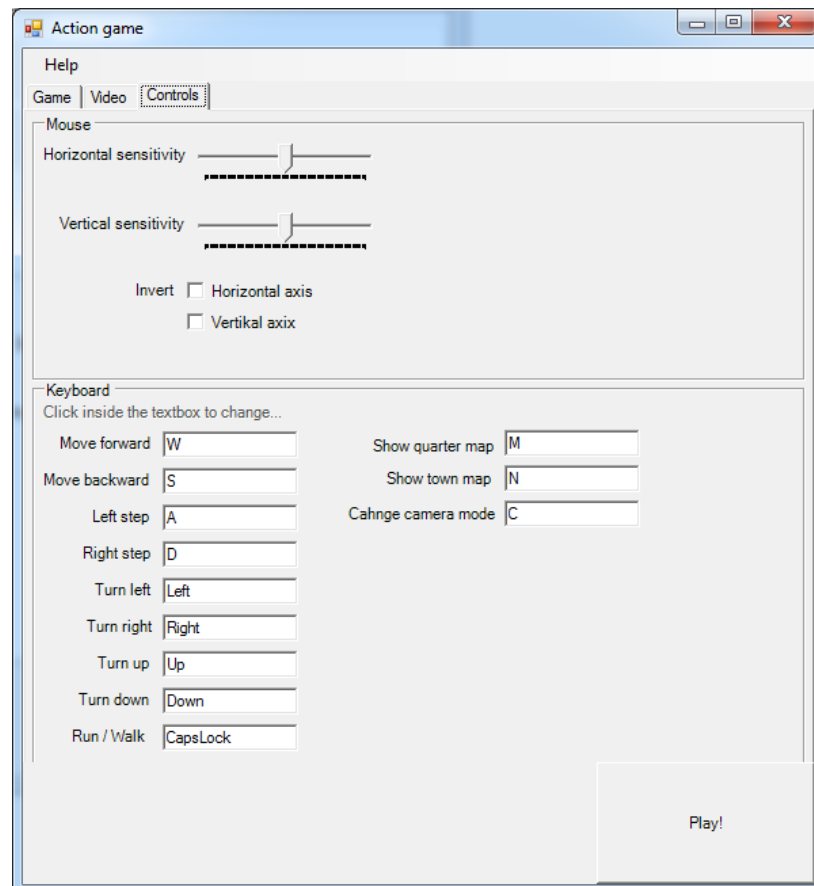 Action game
Help
Game Video Controls
Mouse
Horizontal sensitivity
Vertical sensitivity
Invert Horizontal axis
Vertikal axix
Keyboard
Click inside the textbox to change...
Move forward W
Move backward S
Left step A
Right step D
Turn left Left
Turn right Right
Turn up Up
Turn down Down
Run / Walk CapsLock
Show quarter map M
Show town map N
Cahnge camera mode C
Play!